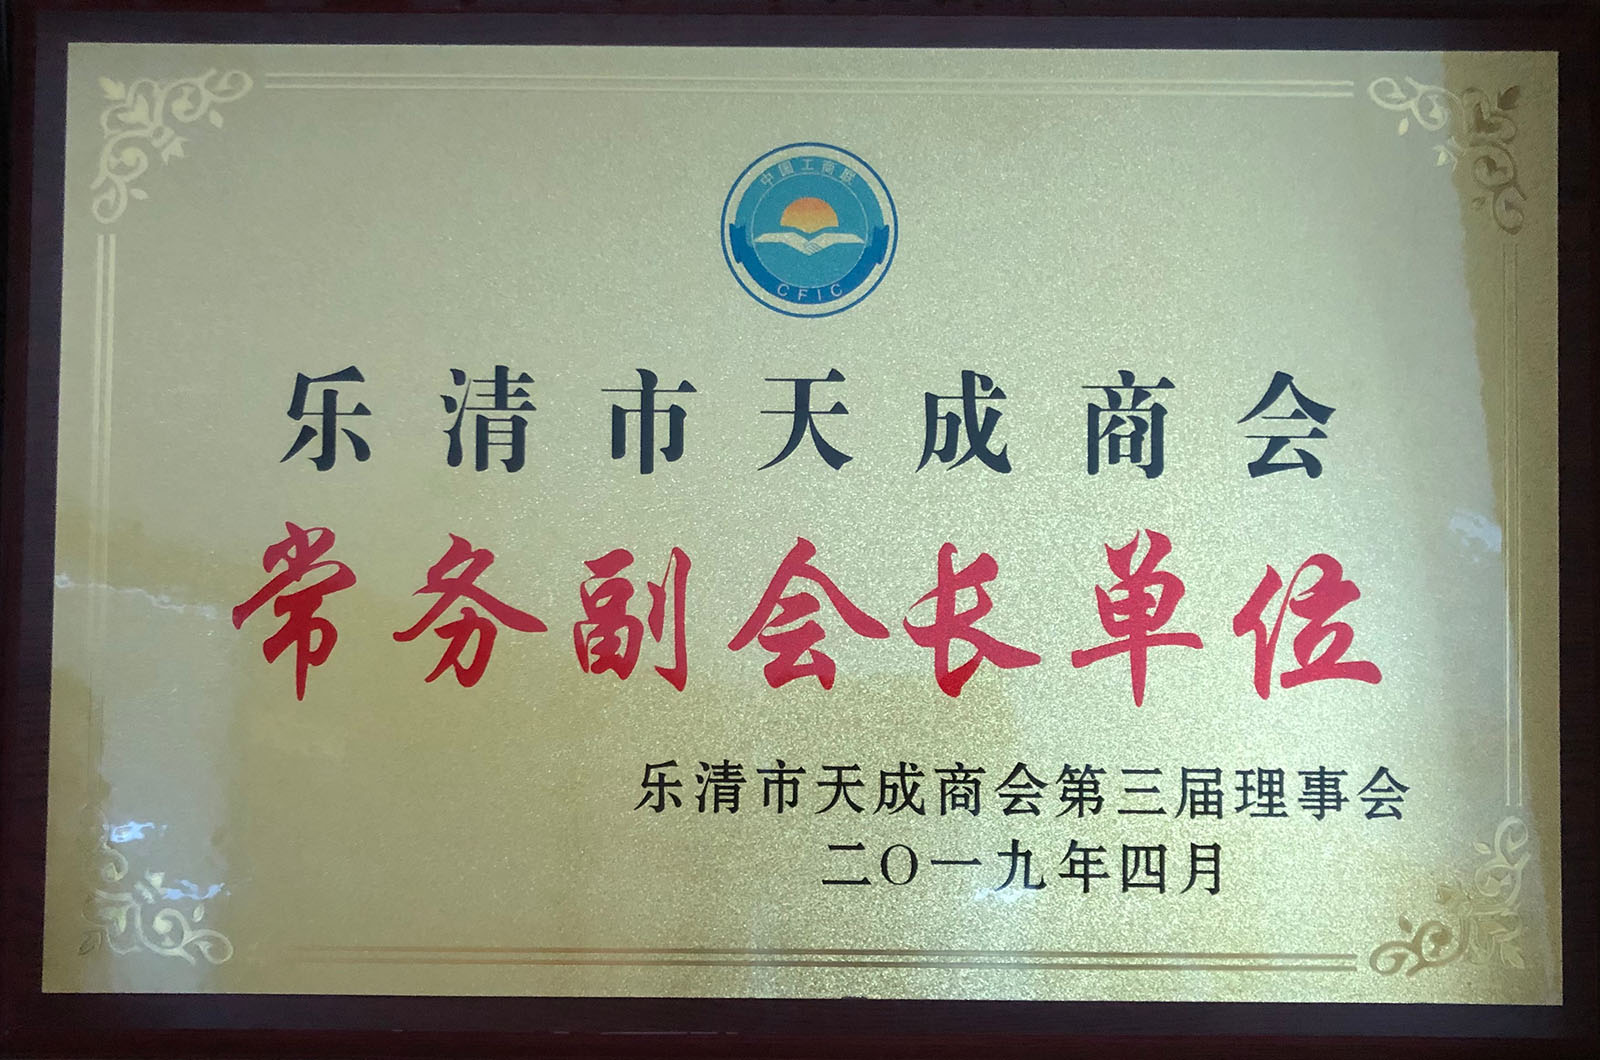 中国工商联
CFIC
乐清市天成商会
常务副会长单位
乐清市天成商会第三届理事会
二〇一九年四月